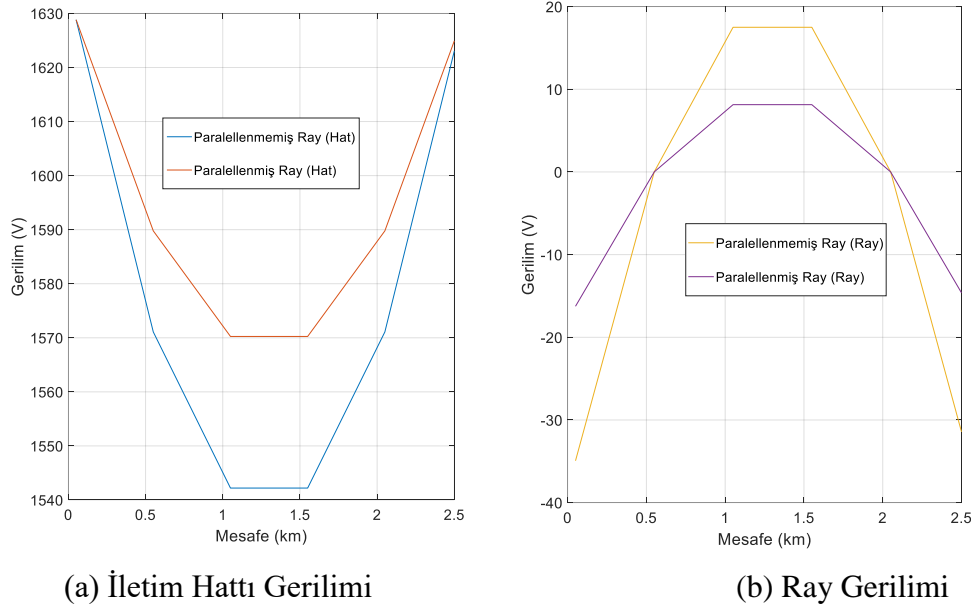 1630
1620
1610
1600
1590
1580
1570
1560
1550
1540
Gerilim (V)
0
0.5
1
1.5
2
2.5
Mesafe (km)
Paralellenmemiş Ray (Hat)
Paralellenmiş Ray (Hat)
(a) İletim Hattı Gerilimi
20
10
0
-10
-20
-30
-40
Gerilim (V)
0
0.5
1
1.5
2
2.5
Mesafe (km)
Paralellenmemiş Ray (Ray)
Paralellenmiş Ray (Ray)
(b) Ray Gerilimi